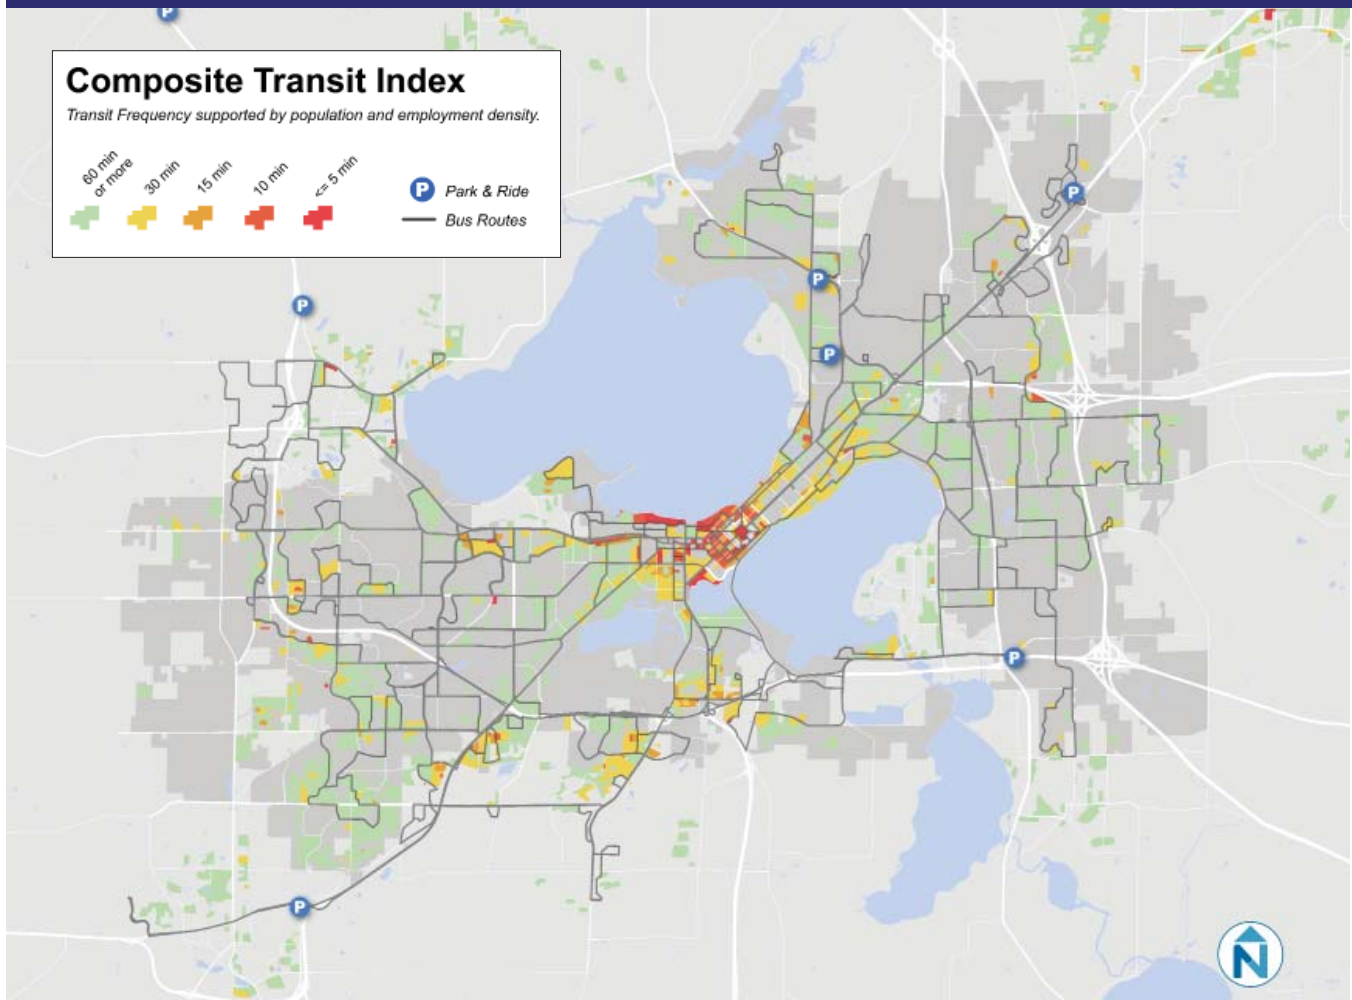 Composite Transit Index
Transit Frequency supported by population and employment density.
60 min
or more
30 min
15 min
10 min
<= 5 min
P Park & Ride
Bus Routes
P
P
P
P
P
P
P
N